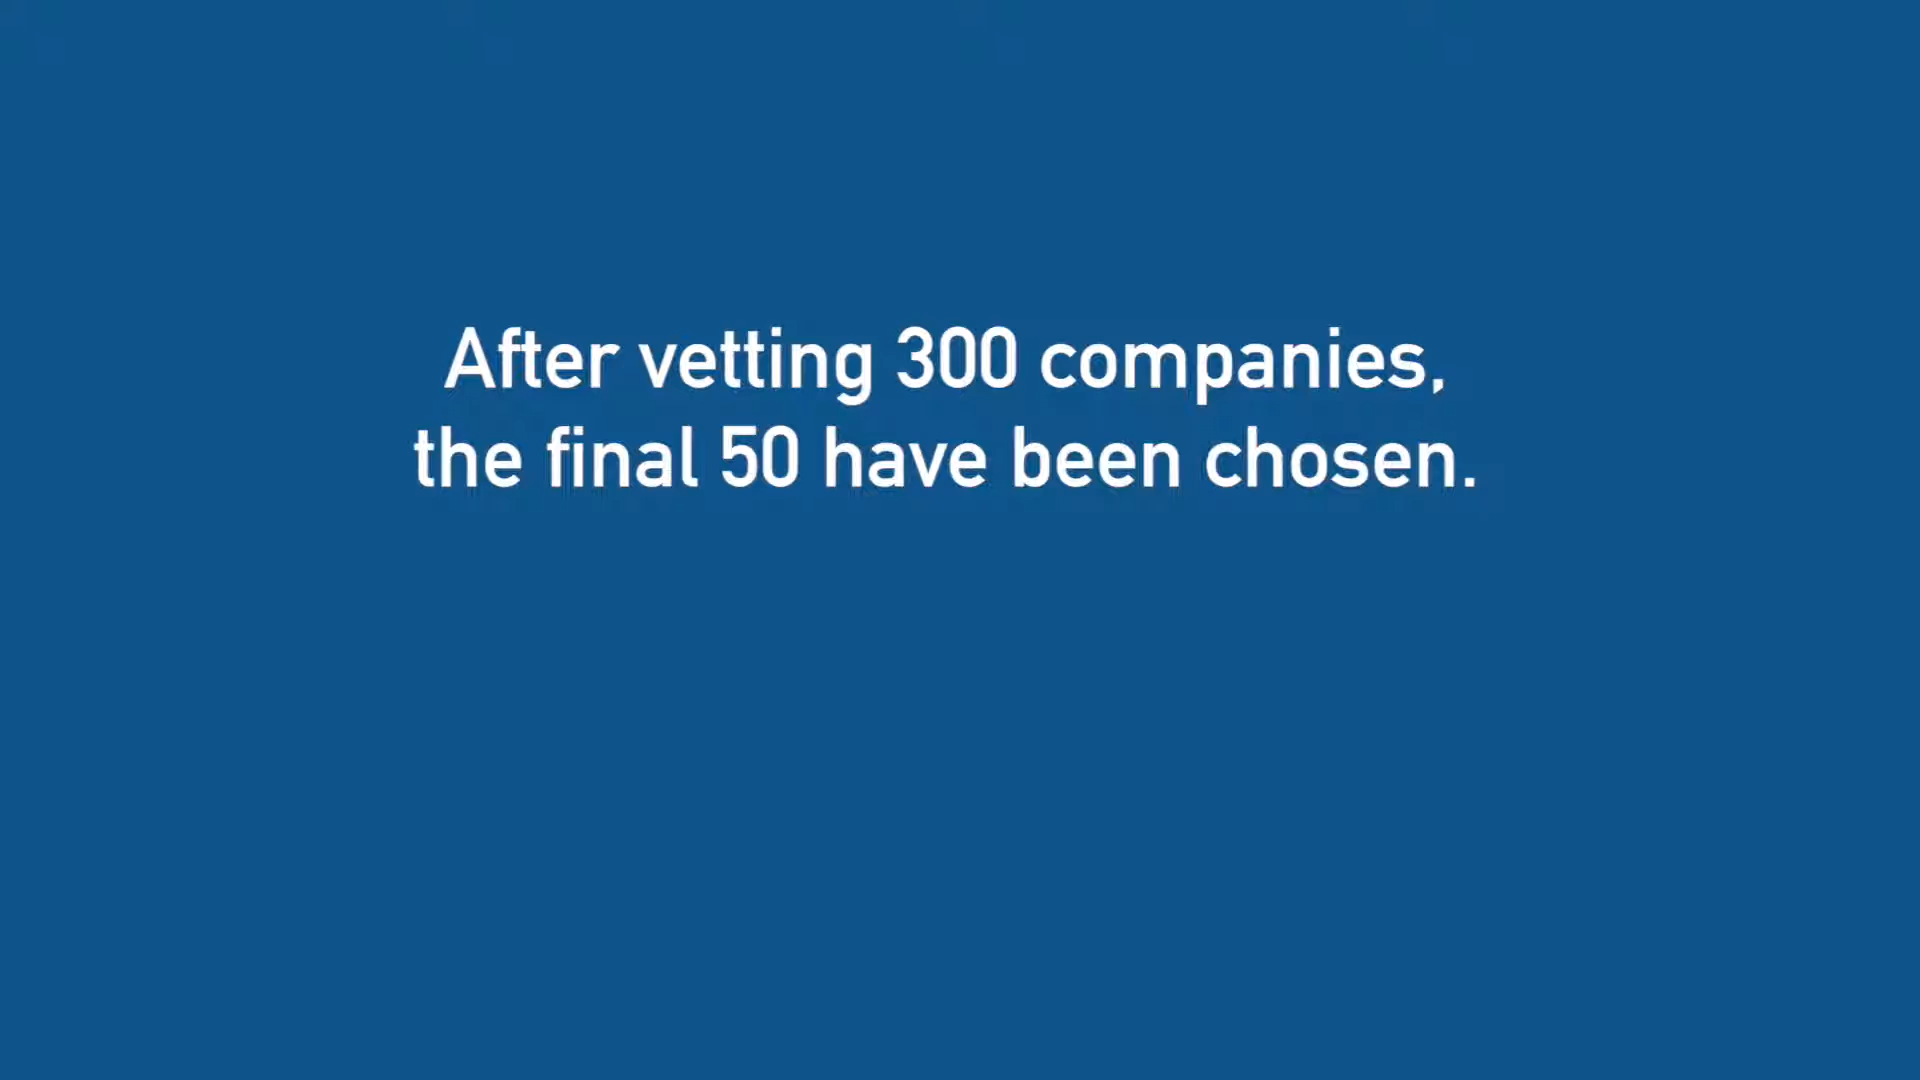 After vetting 300 companies,
the final 50 have been chosen.